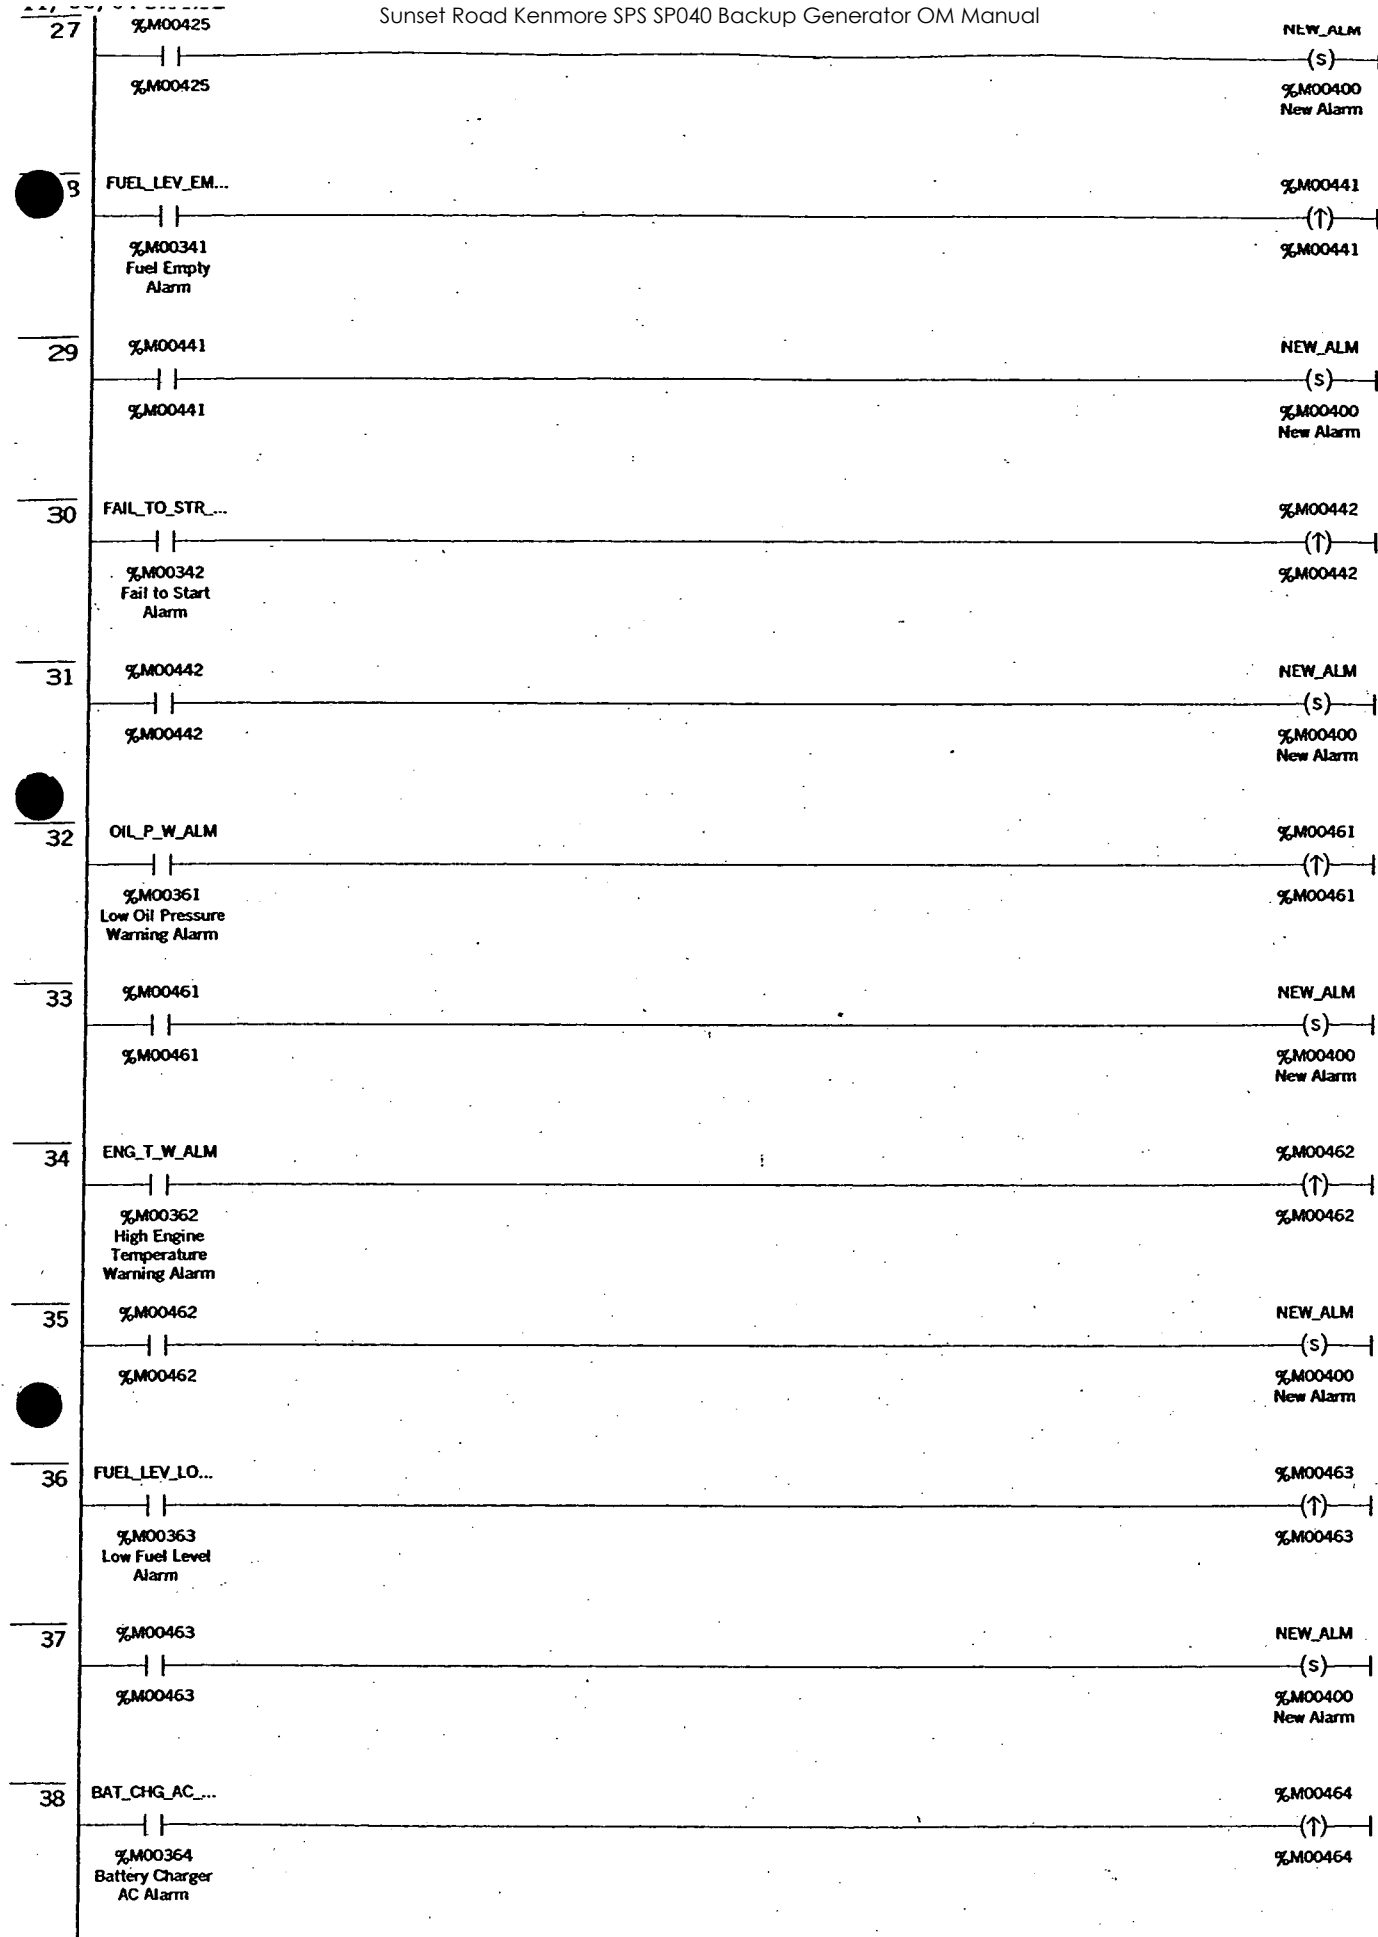 Sunset Road Kenmore SPS SP040 Backup Generator OM Manual
27
%M00425
NEW_ALM
(S)
%M00425
%M00400
New Alarm
FUEL_LEV_EM...
%M00441
(↑)
%M00341
Fuel Empty
Alarm
%M00441
29
%M00441
NEW_ALM
(S)
%M00441
%M00400
New Alarm
30
FAIL_TO_STR_...
%M00442
(↑)
%M00342
Fail to Start
Alarm
%M00442
31
%M00442
NEW_ALM
(S)
%M00442
%M00400
New Alarm
32
OIL_P_W_ALM
%M00461
(↑)
%M00361
Low Oil Pressure
Warning Alarm
%M00461
33
%M00461
NEW_ALM
(S)
%M00461
%M00400
New Alarm
34
ENG_T_W_ALM
%M00462
(↑)
%M00362
High Engine
Temperature
Warning Alarm
%M00462
35
%M00462
NEW_ALM
(S)
%M00462
%M00400
New Alarm
36
FUEL_LEV_LO...
%M00463
(↑)
%M00363
Low Fuel Level
Alarm
%M00463
37
%M00463
NEW_ALM
(S)
%M00463
%M00400
New Alarm
38
BAT_CHG_AC_...
%M00464
(↑)
%M00364
Battery Charger
AC Alarm
%M00464